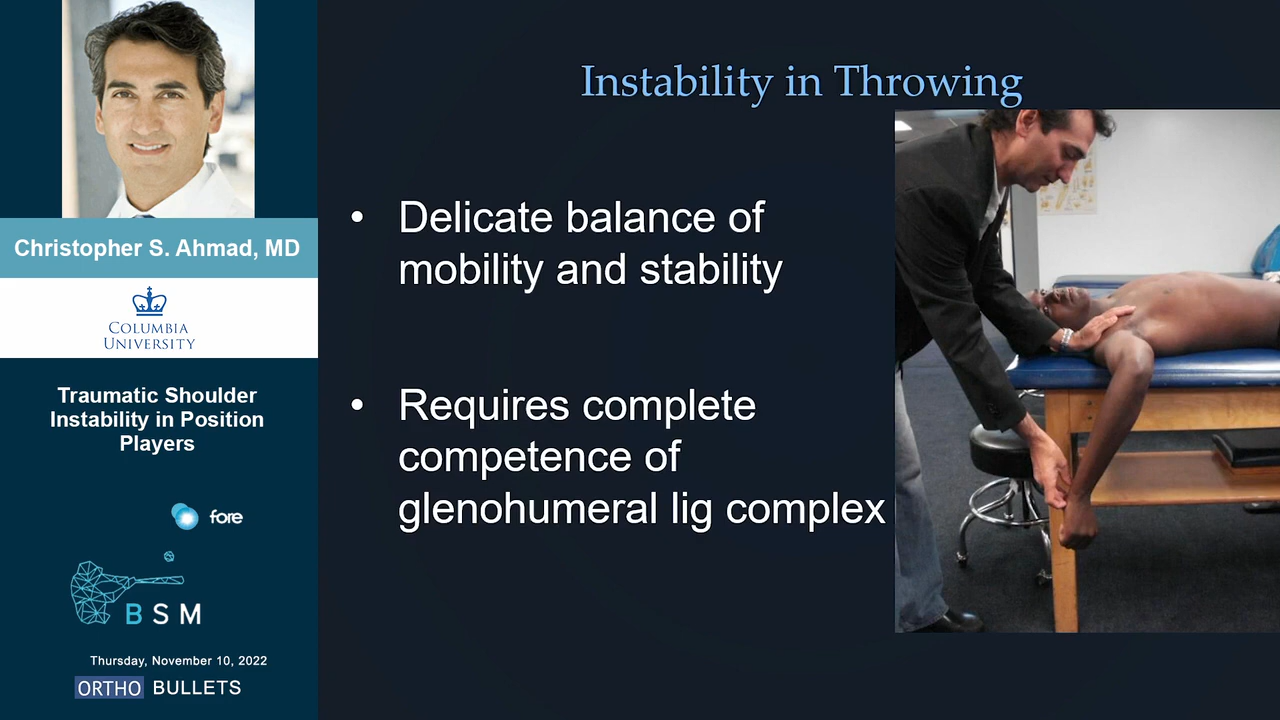 Christopher S. Ahmad, MD
COLUMBIA
UNIVERSITY
Traumatic Shoulder
Instability in Position
Players
fore
BSM
Thursday, November 10, 2022
ORTHO BULLETS
Instability in Throwing
• Delicate balance of
mobility and stability
• Requires complete
competence of
glenohumeral lig complex